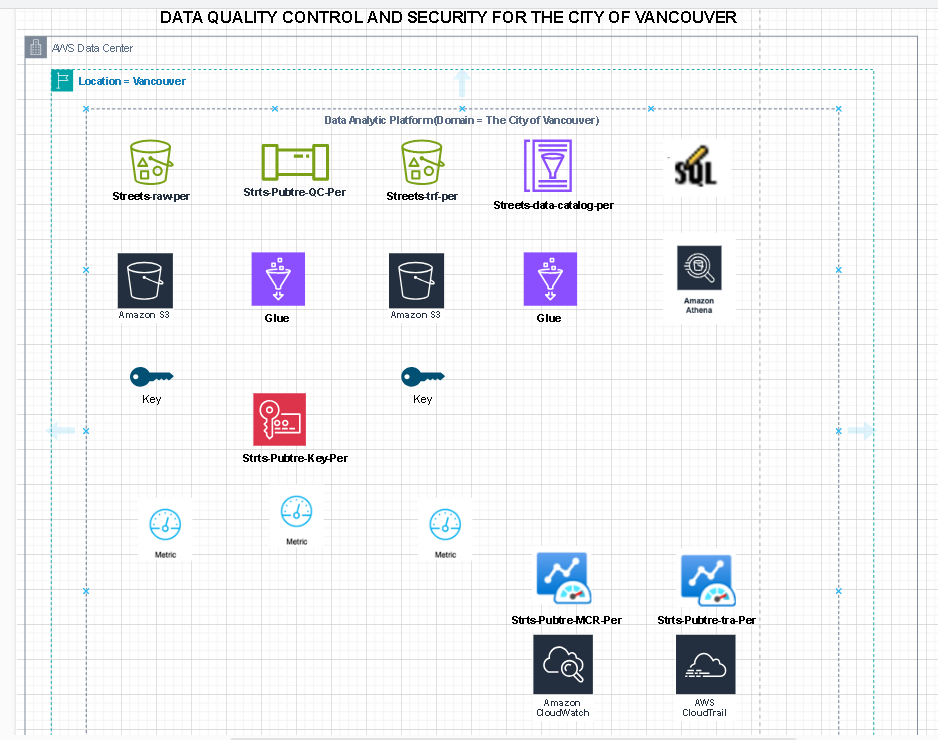 DATA QUALITY CONTROL AND SECURITY FOR THE CITY OF VANCOUVER
AWS Data Center
Location = Vancouver
Data Analytic Platform(Domain = The City of Vancouver)
Streets-raw-per
Strts-Pubtre-QC-Per
Streets-trf-per
Streets-data-catalog-per
SQL
Amazon S3
Glue
Amazon S3
Glue
Amazon
Athena
Key
Key
Strts-Pubtre-Key-Per
Metric
Metric
Metric
Strts-Pubtre-MCR-Per
Strts-Pubtre-tra-Per
Amazon
CloudWatch
AWS
CloudTrail